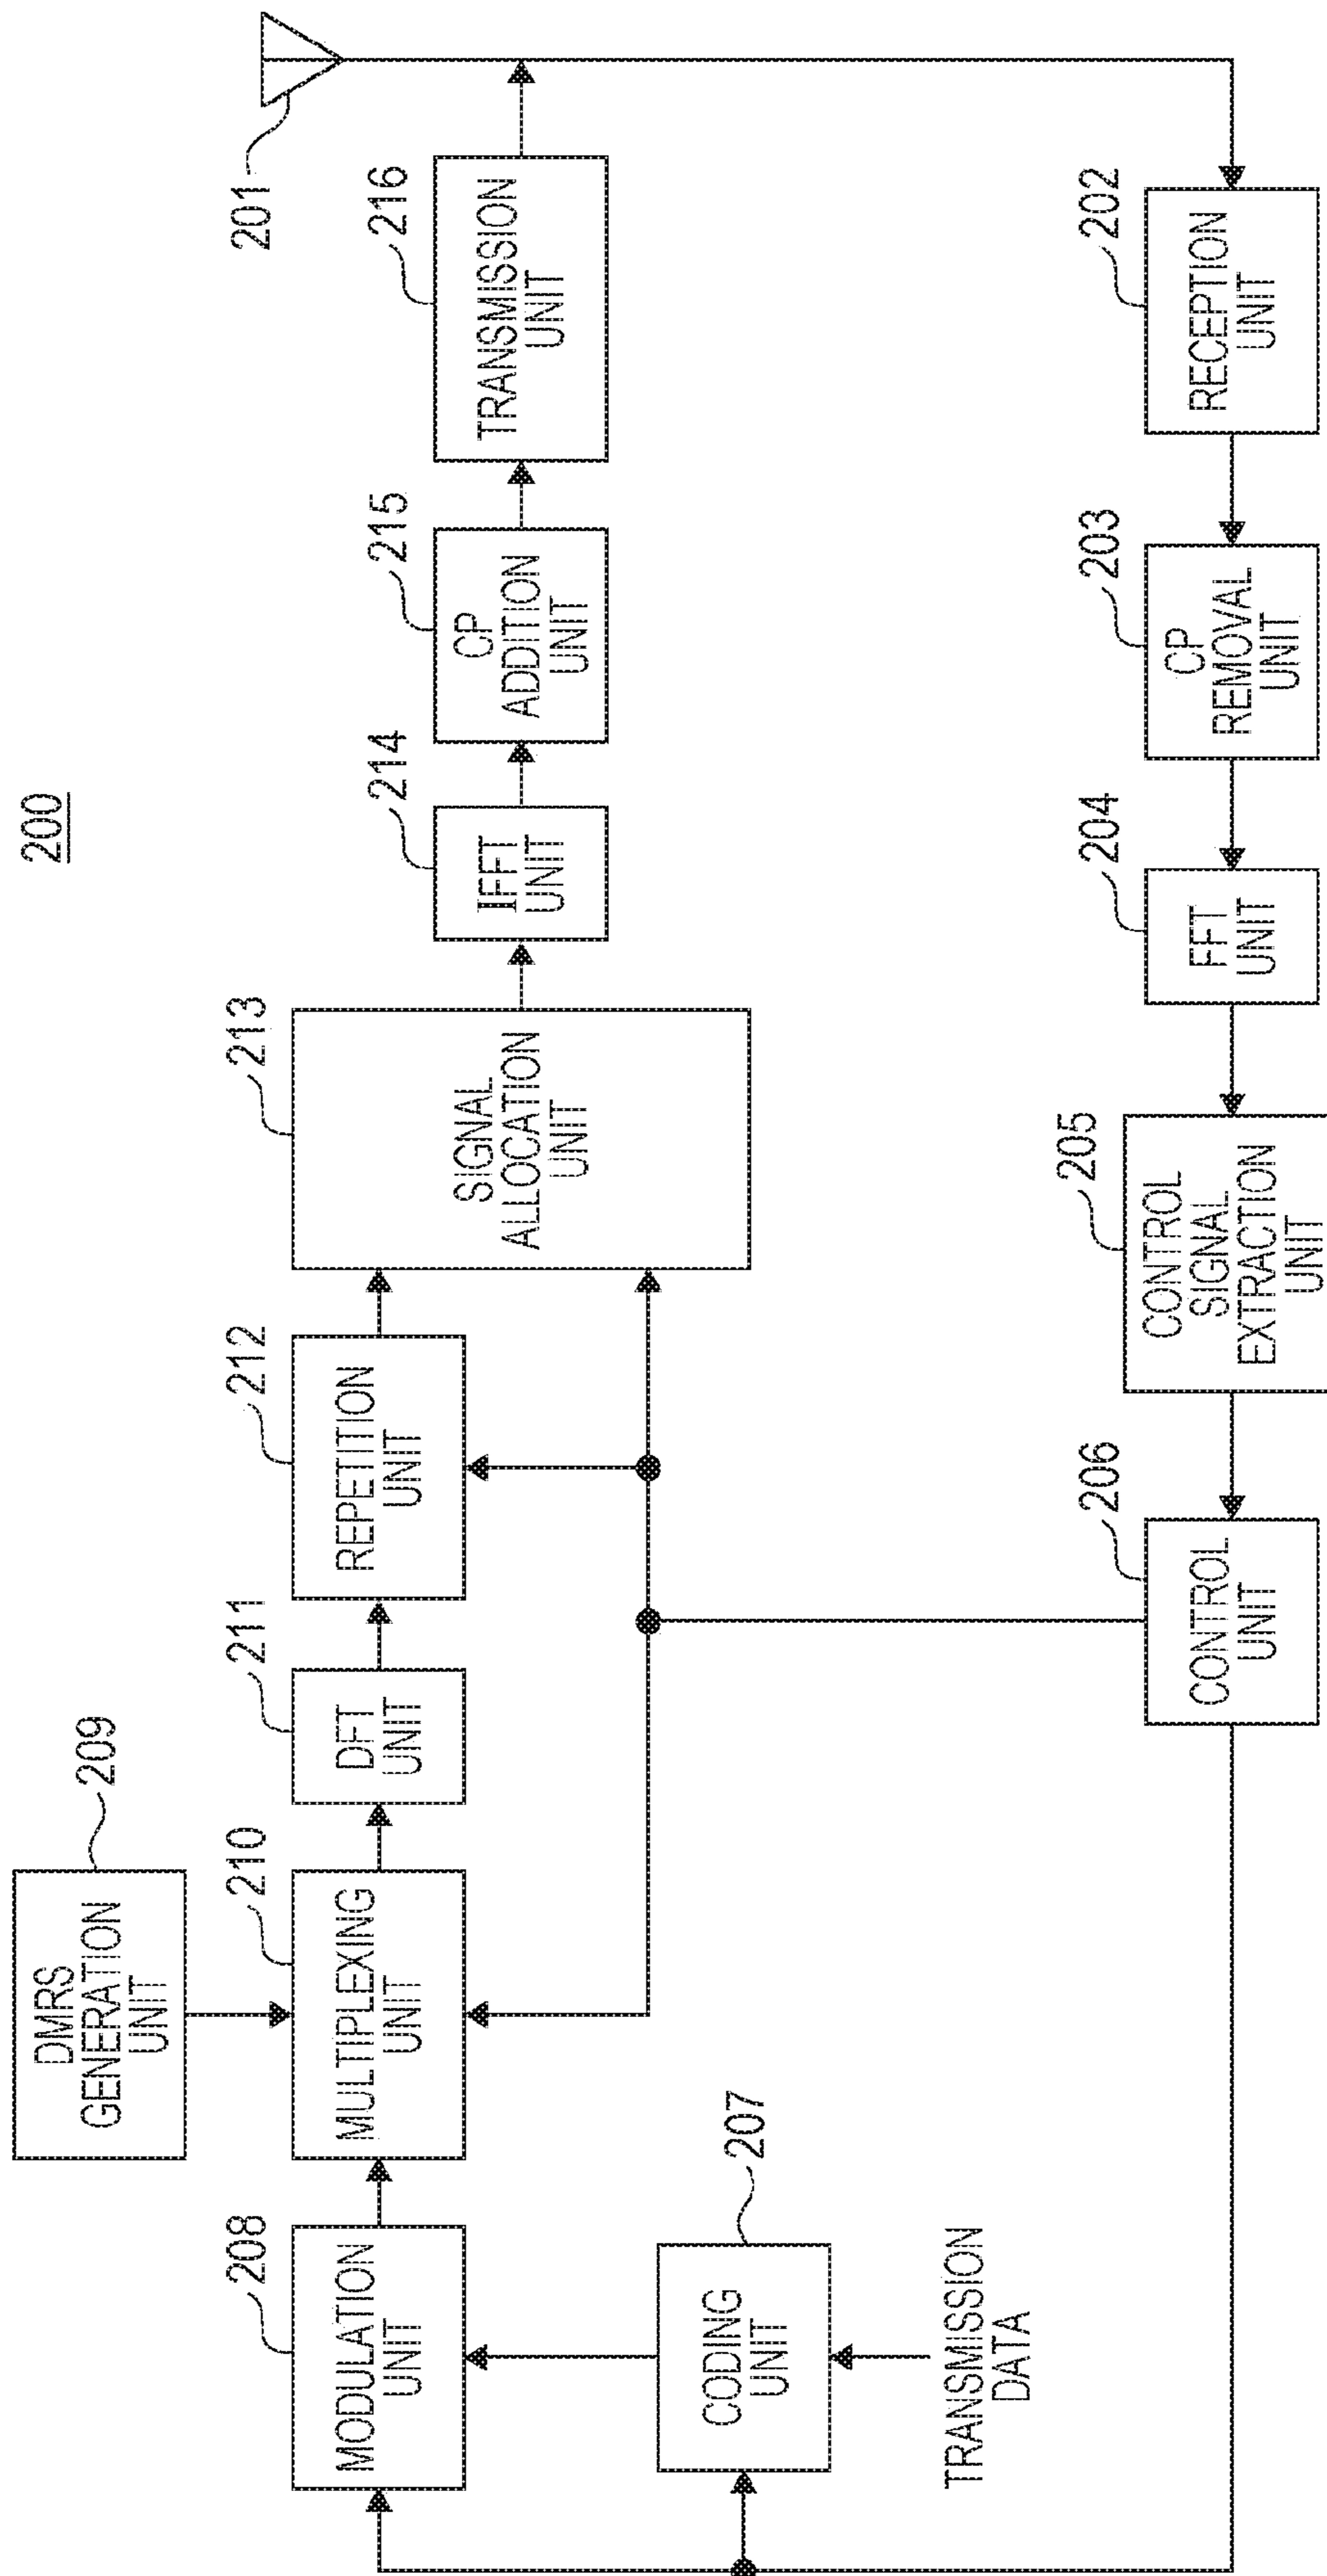 200
DMRS
GENERATION
UNIT
209
208
MODULATION
UNIT
210
MULTIPLEXING
UNIT
211
DFT
UNIT
212
REPETITION
UNIT
213
SIGNAL
ALLOCATION
UNIT
214
IFFT
UNIT
215
CP
ADDITION
UNIT
216
TRANSMISSION
UNIT
201
207
CODING
UNIT
TRANSMISSION
DATA
206
CONTROL
UNIT
205
CONTROL
SIGNAL
EXTRACTION
UNIT
204
FFT
UNIT
203
CP
REMOVAL
UNIT
202
RECEPTION
UNIT